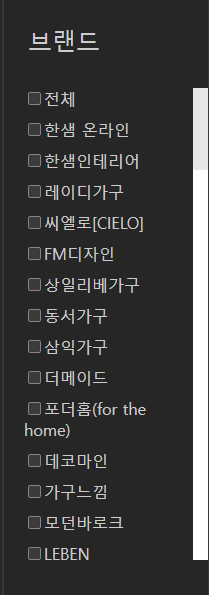 브랜드
전체
한샘 온라인
한샘인테리어
레이디가구
씨엘로[CIELO]
FM디자인
상일리베가구
동서가구
삼익가구
더메이드
포더홈(for the
home)
데코마인
가구느낌
모던바로크
LEBEN